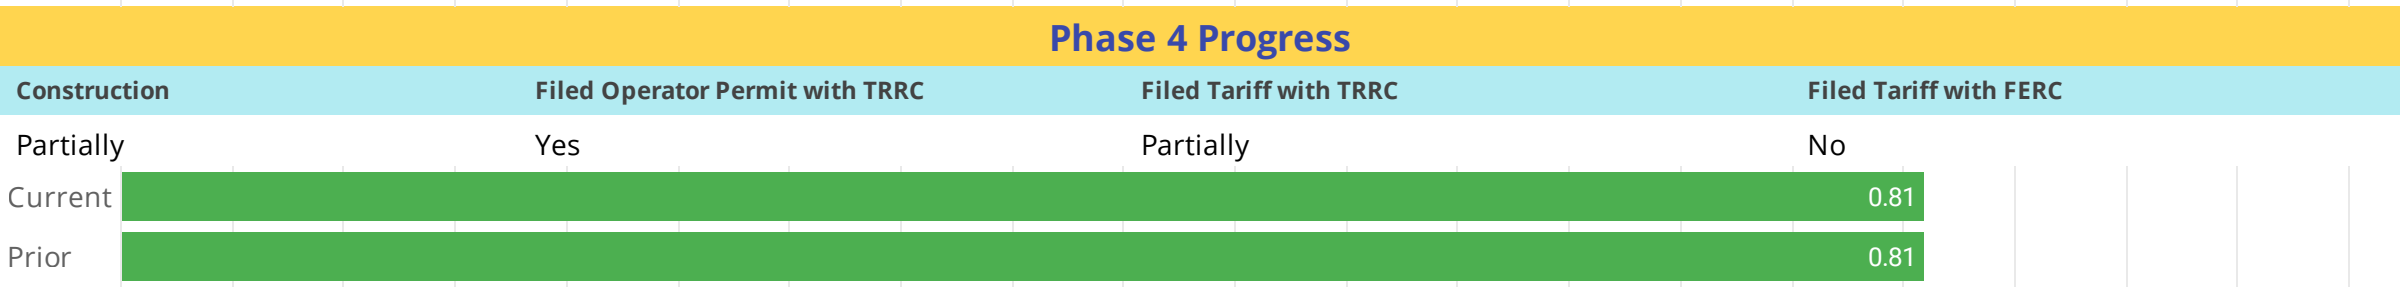 Phase 4 Progress
Construction Filed Operator Permit with TRRC Filed Tariff with TRRC Filed Tariff with FERC
Partially Yes Partially No
Current 0.81
Prior 0.81